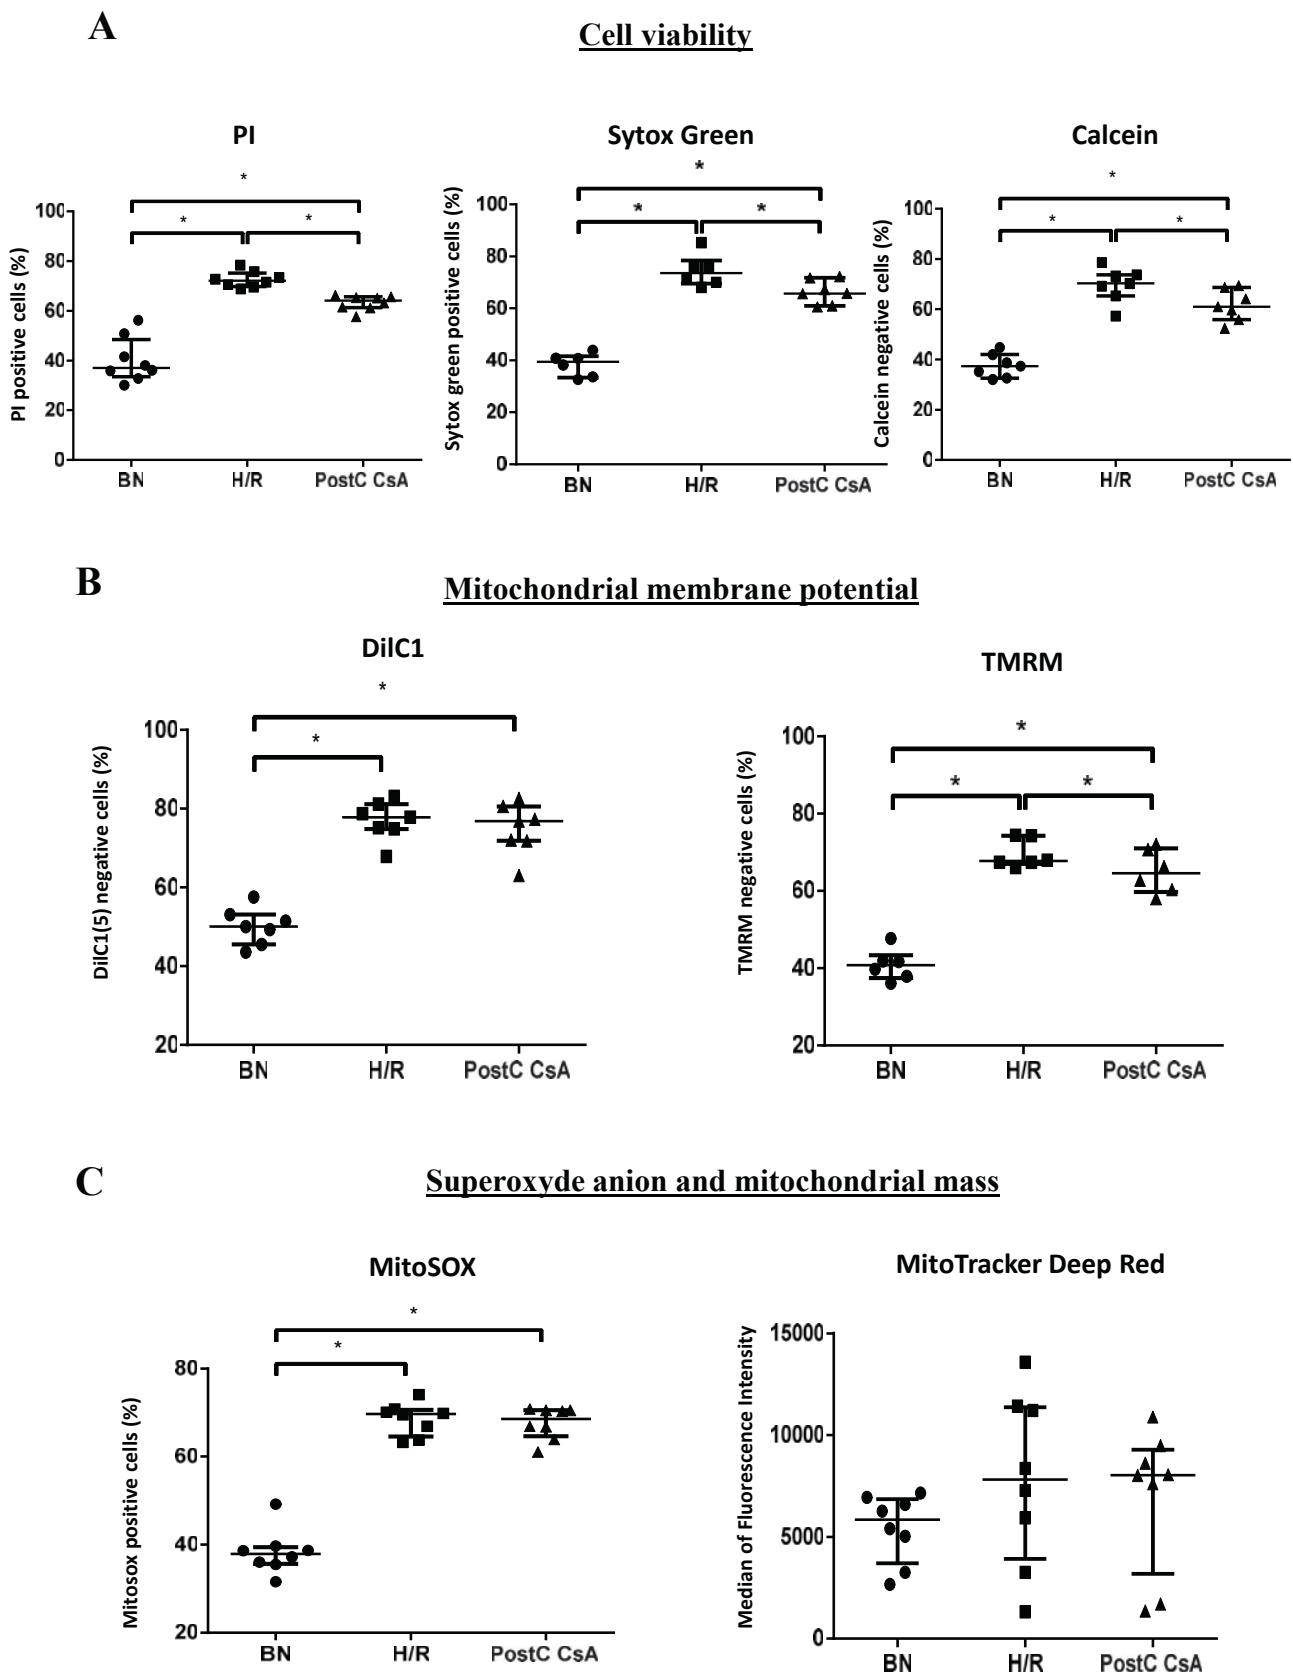 A
Cell viability
PI
Sytox Green
Calcein
*
*
*
*
*
*
*
*
*
PI positive cells (%)
100
80
60
40
20
0
BN
H/R
PostC CsA
Sytox green positive cells (%)
100
80
60
40
20
0
BN
H/R
PostC CsA
Calcein negative cells (%)
100
80
60
40
20
0
BN
H/R
PostC CsA
B
Mitochondrial membrane potential
DilC1
TMRM
*
*
*
*
*
DilC1(5) negative cells (%)
100
80
60
40
20
BN
H/R
PostC CsA
TMRM negative cells (%)
100
80
60
40
20
BN
H/R
PostC CsA
C
Superoxyde anion and mitochondrial mass
MitoSOX
MitoTracker Deep Red
*
*
Mitosox positive cells (%)
80
60
40
20
BN
H/R
PostC CsA
Median of Fluorescence Intensity
15000
10000
5000
0
BN
H/R
PostC CsA